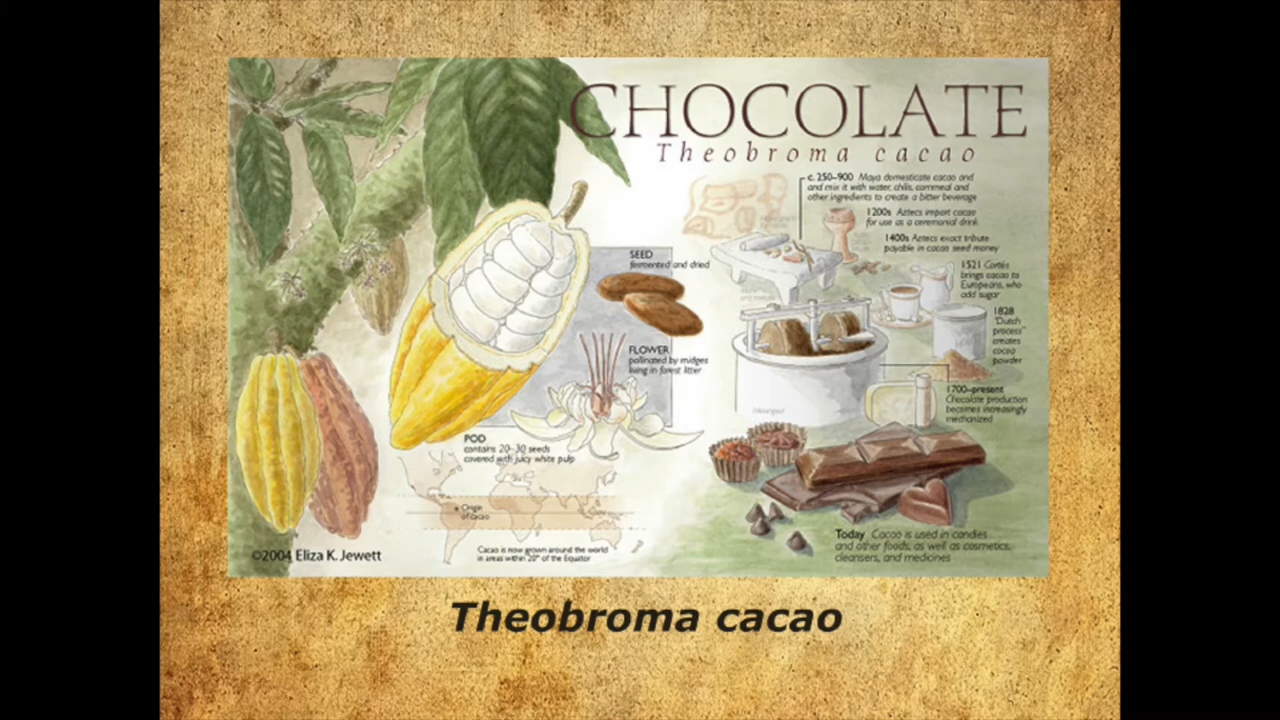 CHOCOLATE
Theobroma cacao
c. 250–900 Maya domesticate cacao and
and mix it with water, chilis, cornmeal and
other ingredients to create a bitter beverage
1200s Aztecs import cacao
for use as a ceremonial drink
1400s Aztecs exact tribute
payable in cacao seed money
1521 Cortés
brings cacao to
Europeans, who
add sugar
1828
"Dutch
process"
creates
cocoa
powder
1700–present
Chocolate production
becomes increasingly
mechanized
SEED
fermented and dried
FLOWER
pollinated by midges
living in forest litter
POD
contains 20–30 seeds
covered with juicy white pulp
Origin
of cacao
Cacao is now grown around the world
in areas within 20° of the Equator
Today Cacao is used in candies
and other foods, as well as cosmetics,
cleansers, and medicines
©2004 Eliza K. Jewett
Theobroma cacao